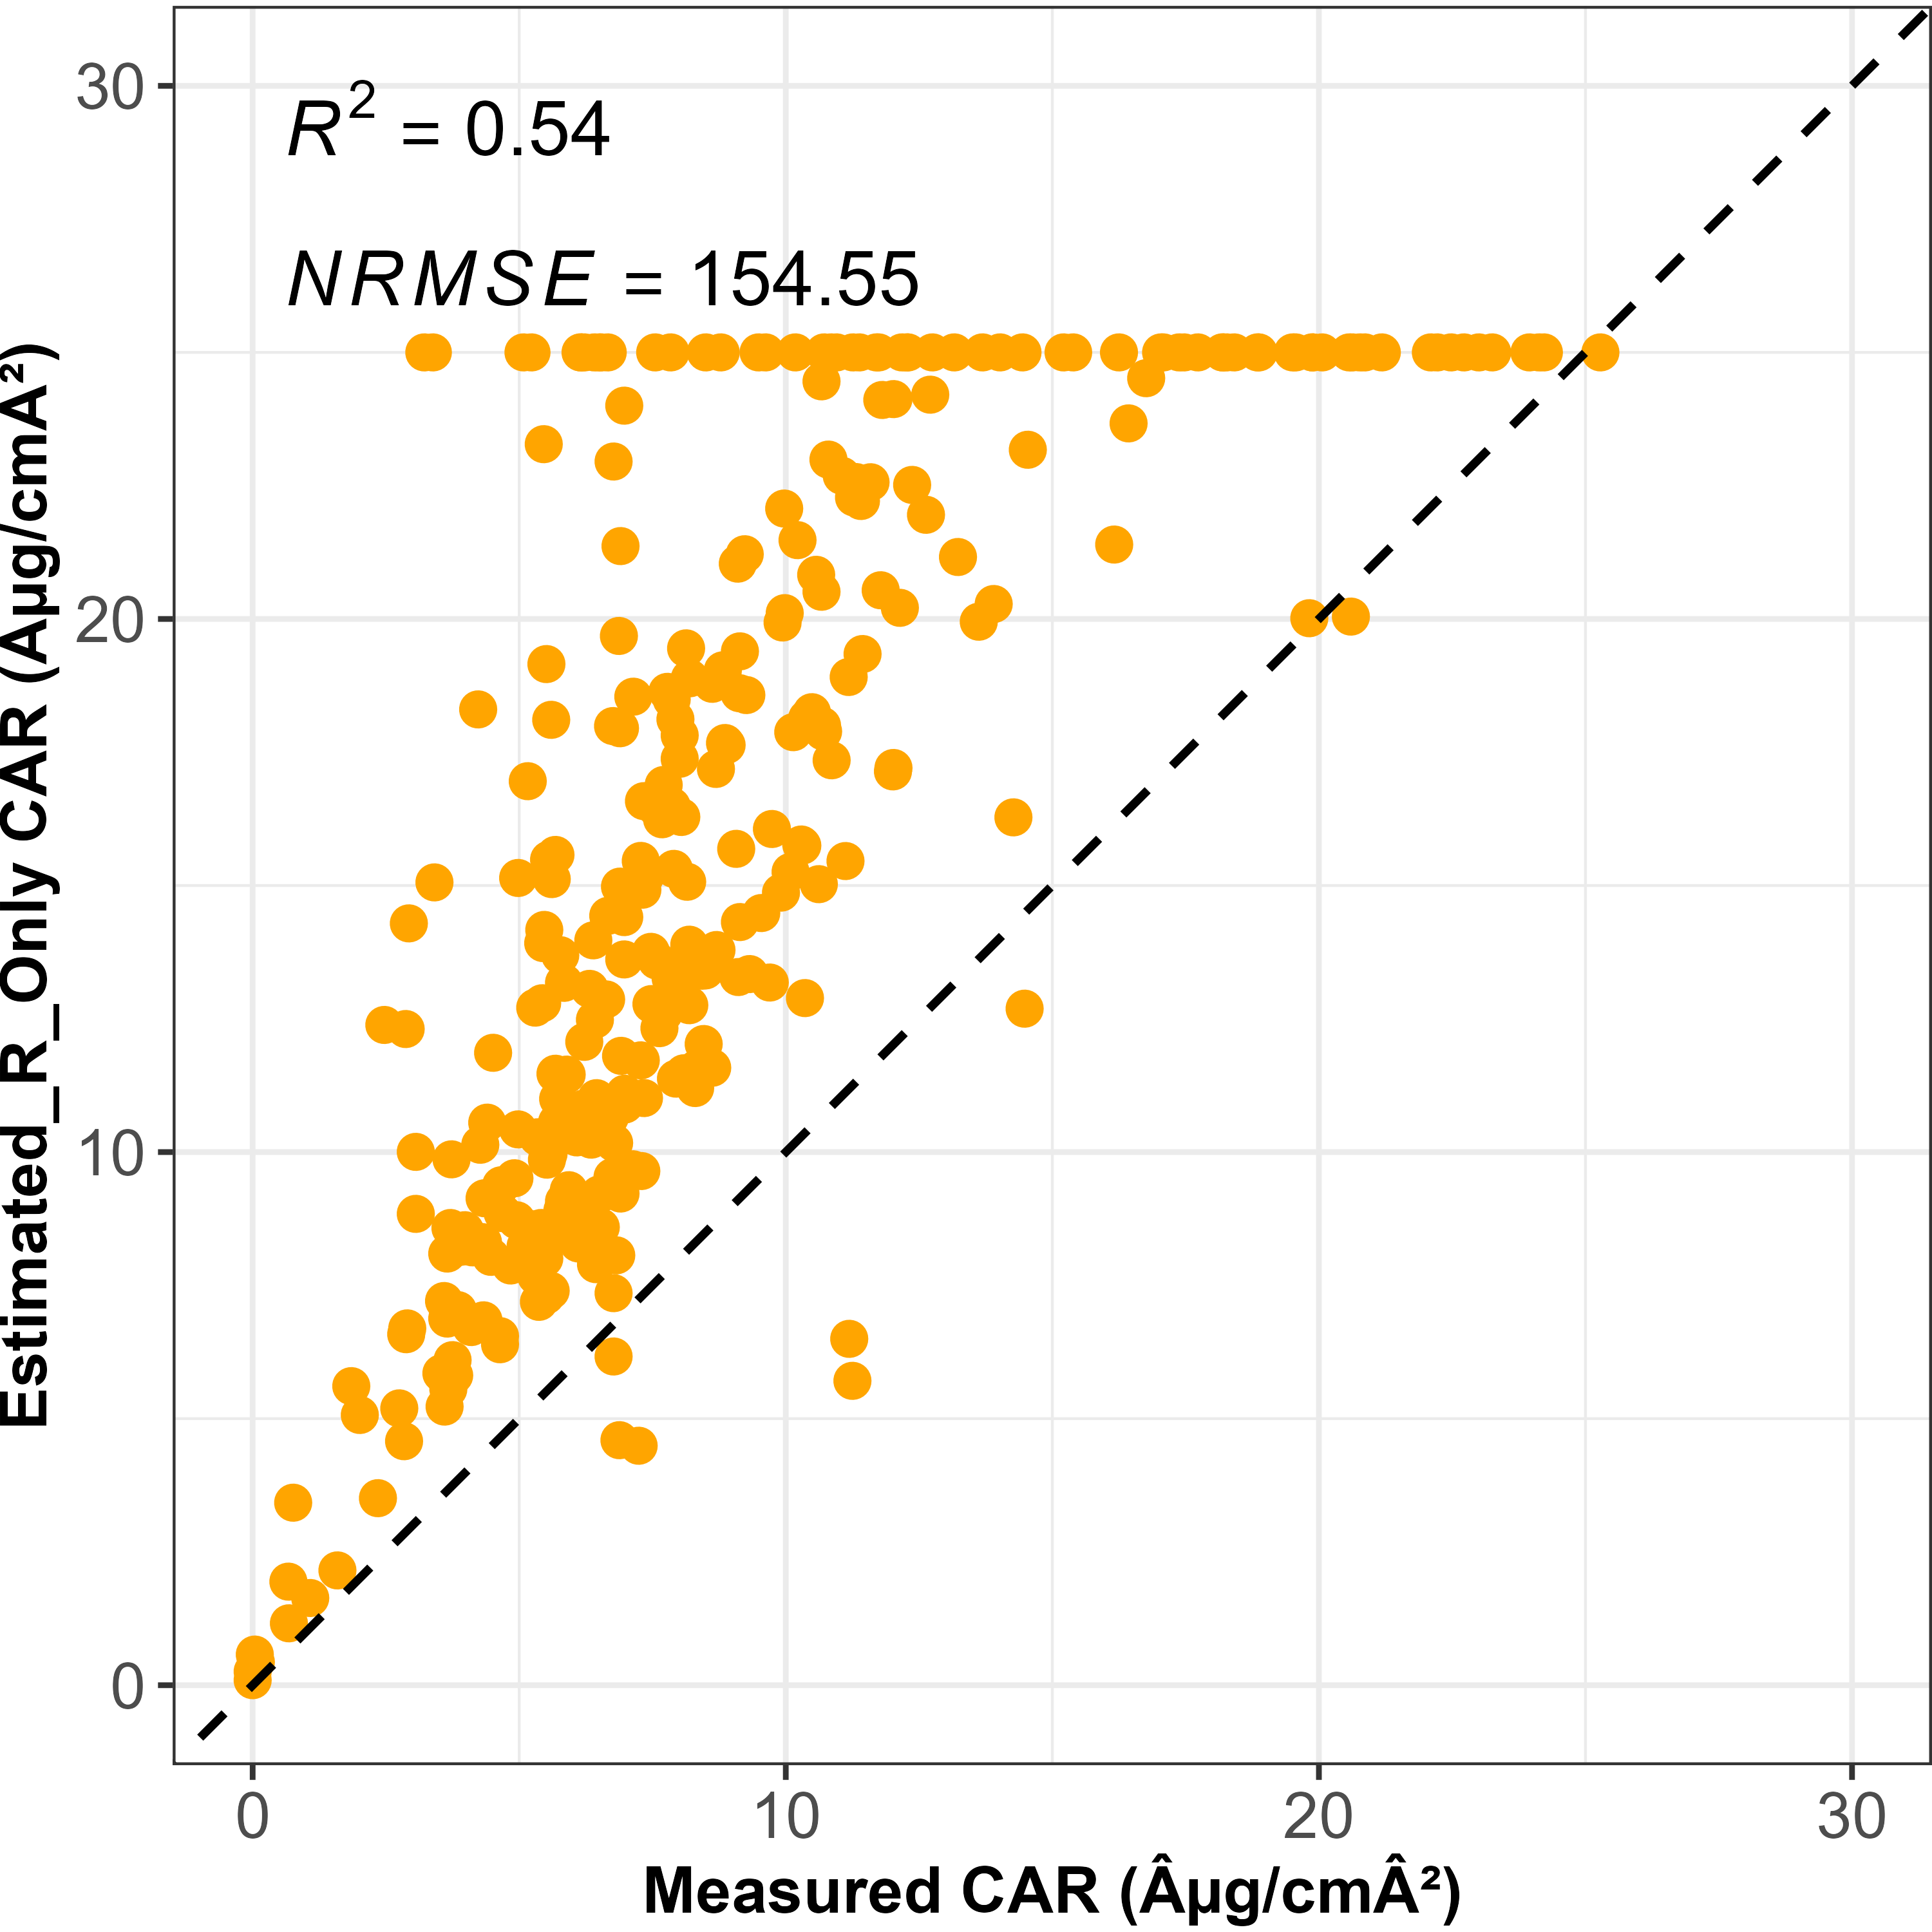 R² = 0.54
NRMSE = 154.55
Estimated_R_Only CAR (Âµg/cmÂ²)
30
20
10
0
0 10 20 30
Measured CAR (Âµg/cmÂ²)